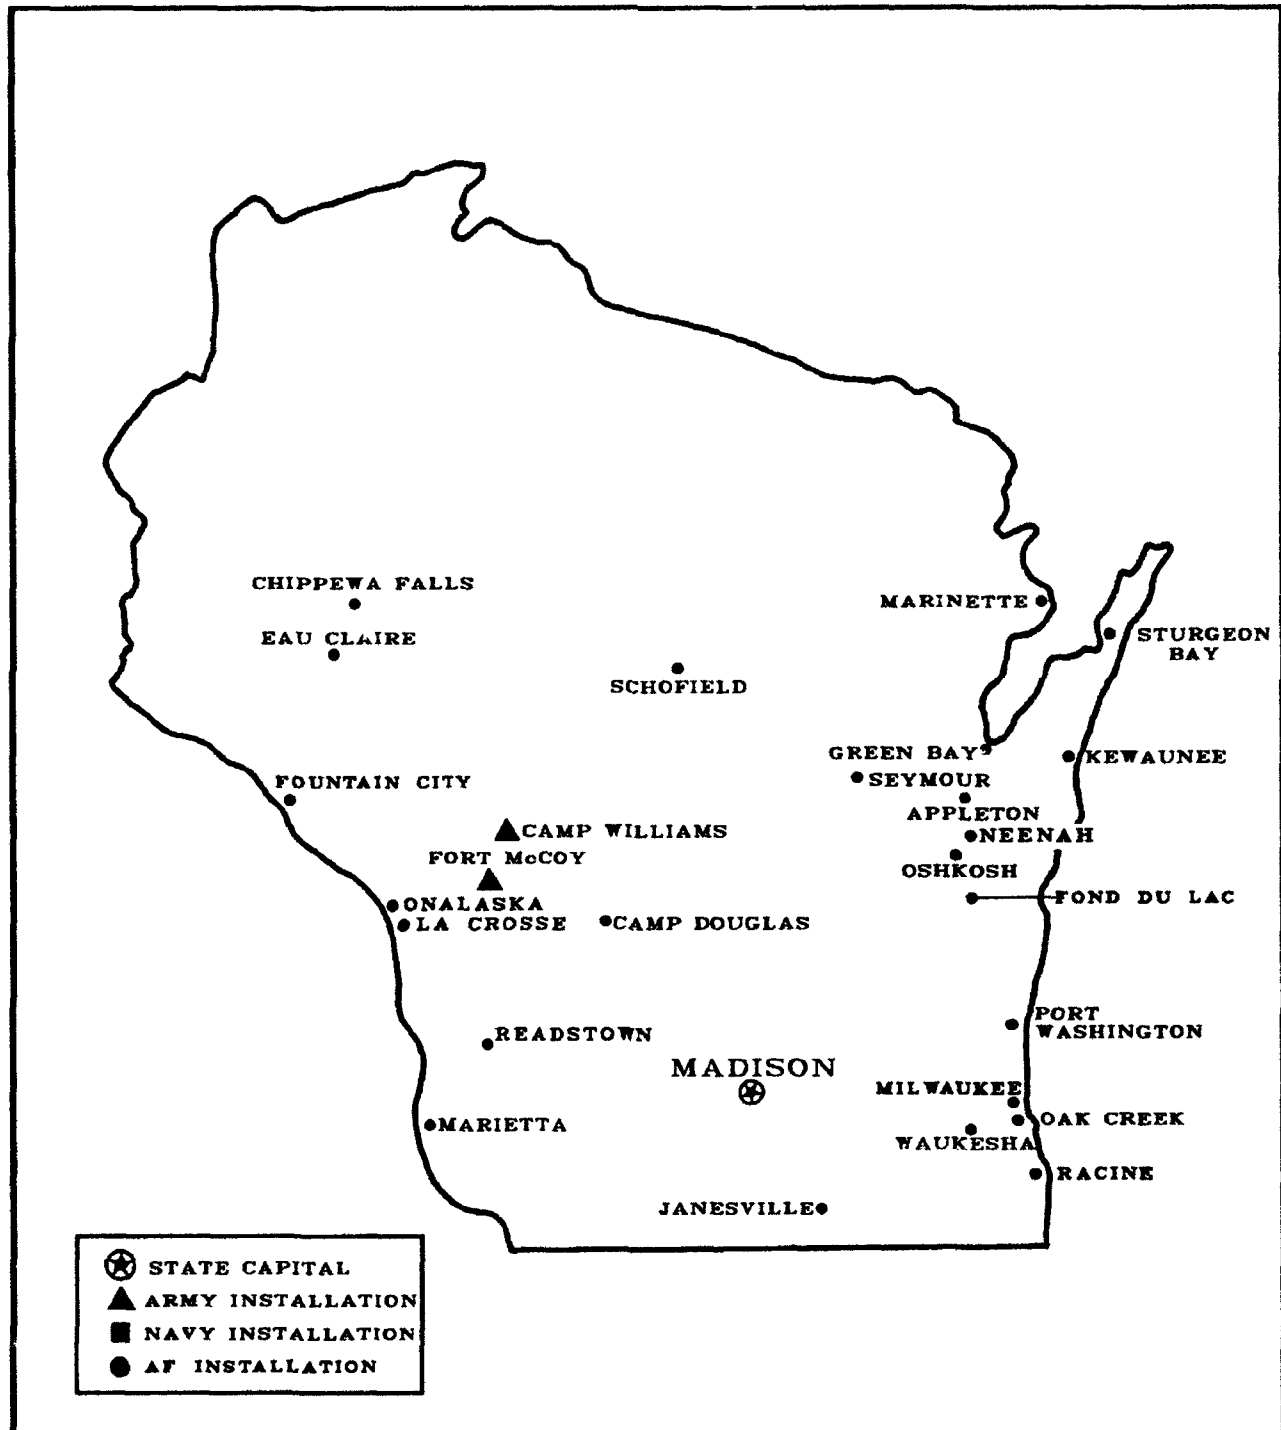 CHIPPEWA FALLS
MARINETTE
EAU CLAIRE
STURGEON
BAY
SCHOFIELD
GREEN BAY
KEWAUNEE
FOUNTAIN CITY
SEYMOUR
APPLETON
CAMP WILLIAMS
NEENAH
FORT McCOY
OSHKOSH
ONALASKA
FOND DU LAC
LA CROSSE
CAMP DOUGLAS
PORT
WASHINGTON
READSTOWN
MADISON
MILWAUKEE
OAK CREEK
MARIETTA
WAUKESHA
RACINE
JANESVILLE
STATE CAPITAL
ARMY INSTALLATION
NAVY INSTALLATION
AF INSTALLATION